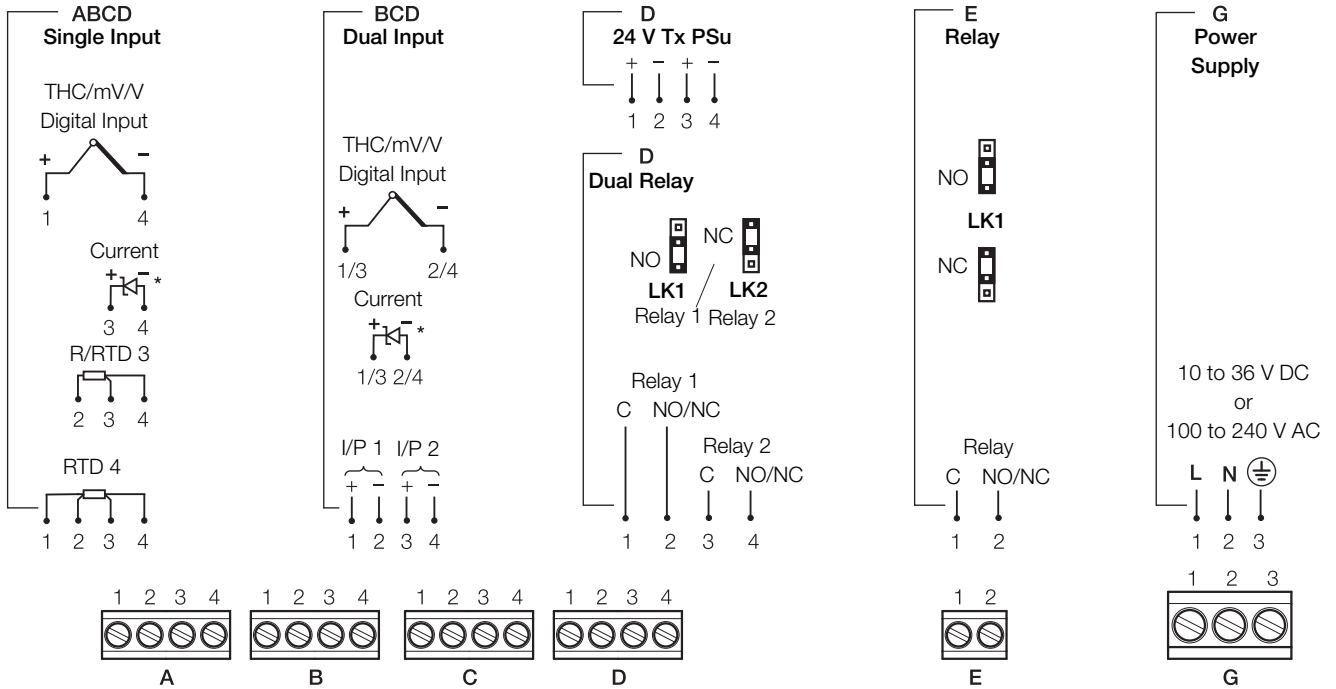 ABCD
Single Input
THC/mV/V
Digital Input
+ −
1 4
Current
+ − *
3 4
R/RTD 3
2 3 4
RTD 4
1 2 3 4
BCD
Dual Input
THC/mV/V
Digital Input
+ −
1/3 2/4
Current
+ − *
1/3 2/4
I/P 1 I/P 2
+ − + −
1 2 3 4
D
24 V Tx PSu
+ − + −
1 2 3 4
D
Dual Relay
NO NC
LK1 LK2
Relay 1 Relay 2
Relay 1
C NO/NC
Relay 2
C NO/NC
1 2 3 4
E
Relay
NO
LK1
NC
Relay
C NO/NC
1 2
G
Power
Supply
10 to 36 V DC
or
100 to 240 V AC
L N
1 2 3
1 2 3 4
A
1 2 3 4
B
1 2 3 4
C
1 2 3 4
D
1 2
E
1 2 3
G